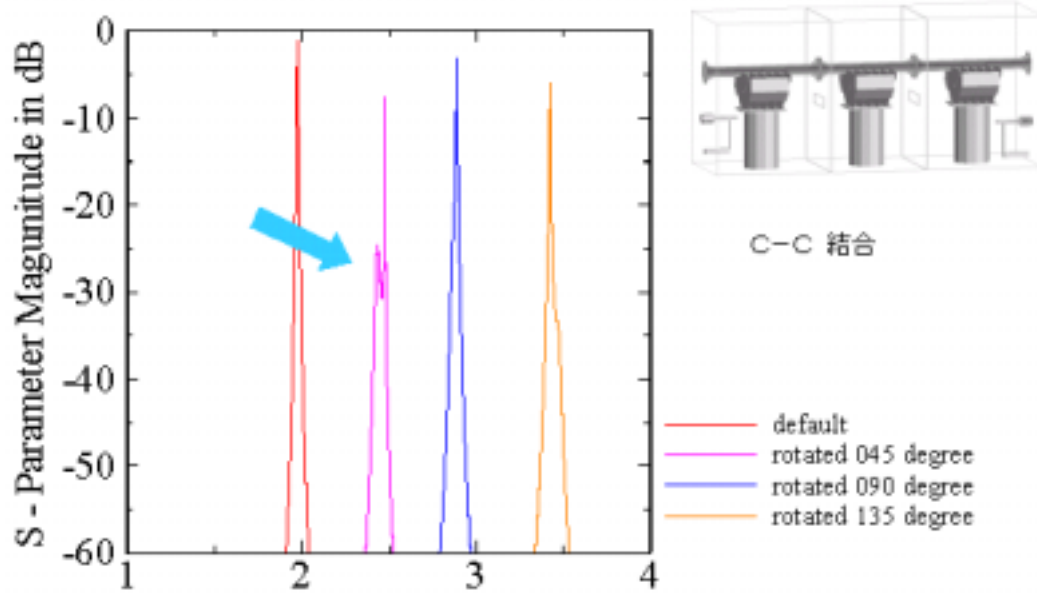 S - Parameter Magunitude in dB
0
-10
-20
-30
-40
-50
-60
1 2 3 4
C-C 結合
default
rotated 045 degree
rotated 090 degree
rotated 135 degree